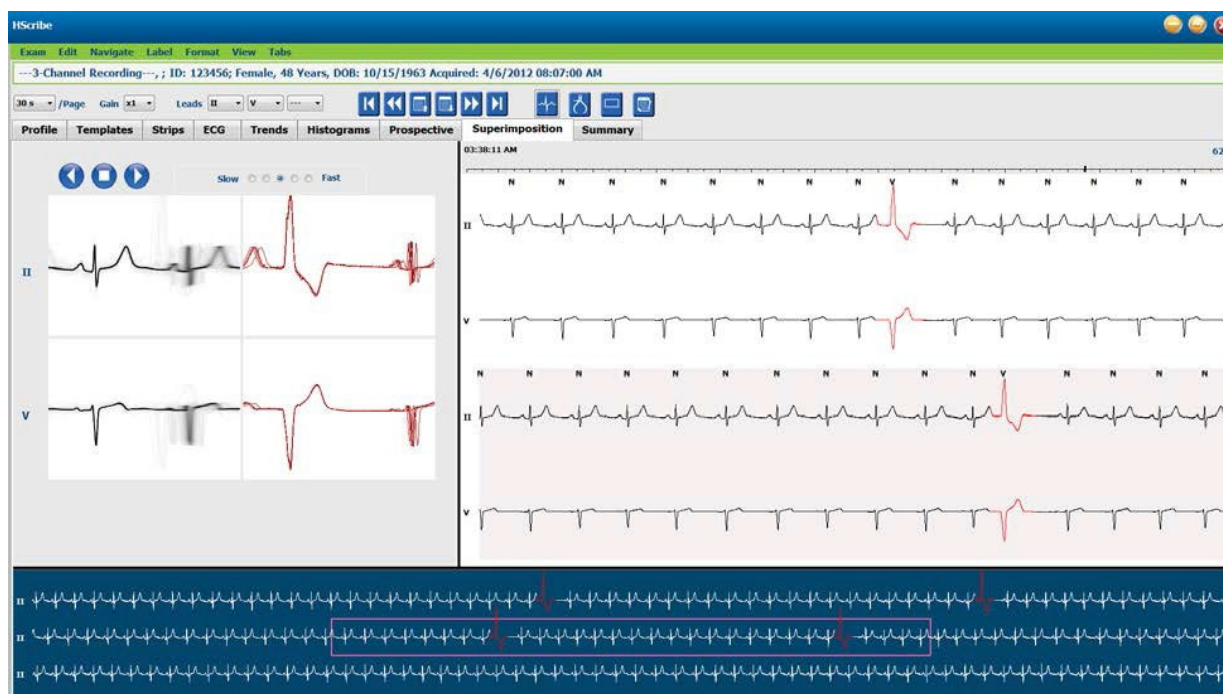 HScribe
Exam Edit Navigate Label Format View Tabs
---3-Channel Recording---, ; ID: 123456; Female, 48 Years, DOB: 10/15/1963 Acquired: 4/6/2012 08:07:00 AM
30 s /Page Gain x1 Leads II V ---
Profile Templates Strips ECG Trends Histograms Prospective Superimposition Summary
03:38:11 AM 62
Slow Fast
N N N N N N N N V N N N N N N
II
II
V
V
N N N N N N N N N N N V N N N N
II
V
II
II
II